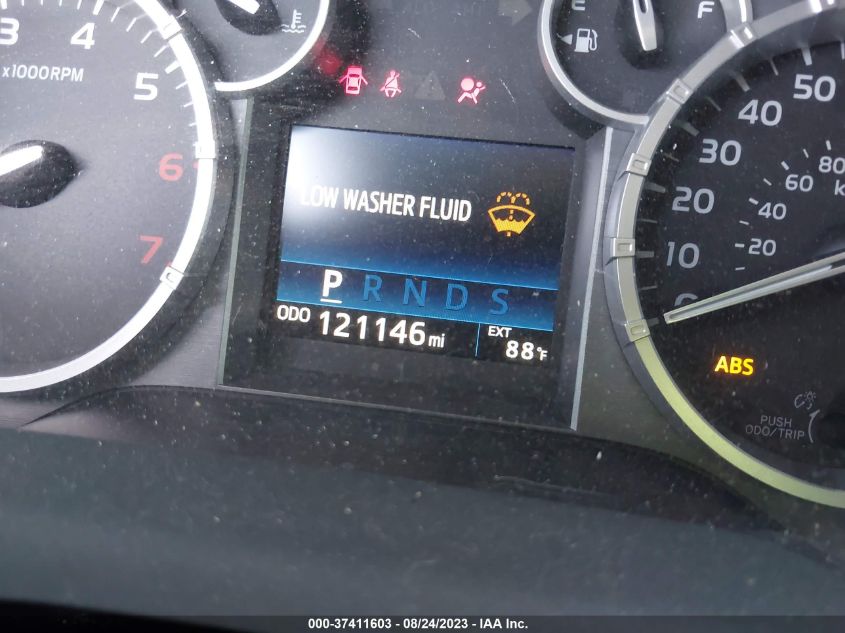 3 4 5 6 7
x1000RPM
E F
LOW WASHER FLUID
P R N D S
ODO 121146 mi
EXT
88°F
0 10 20 30 40 50
20 40 60 80
ABS
PUSH
ODO/TRIP
000-37411603 - 08/24/2023 - IAA Inc.